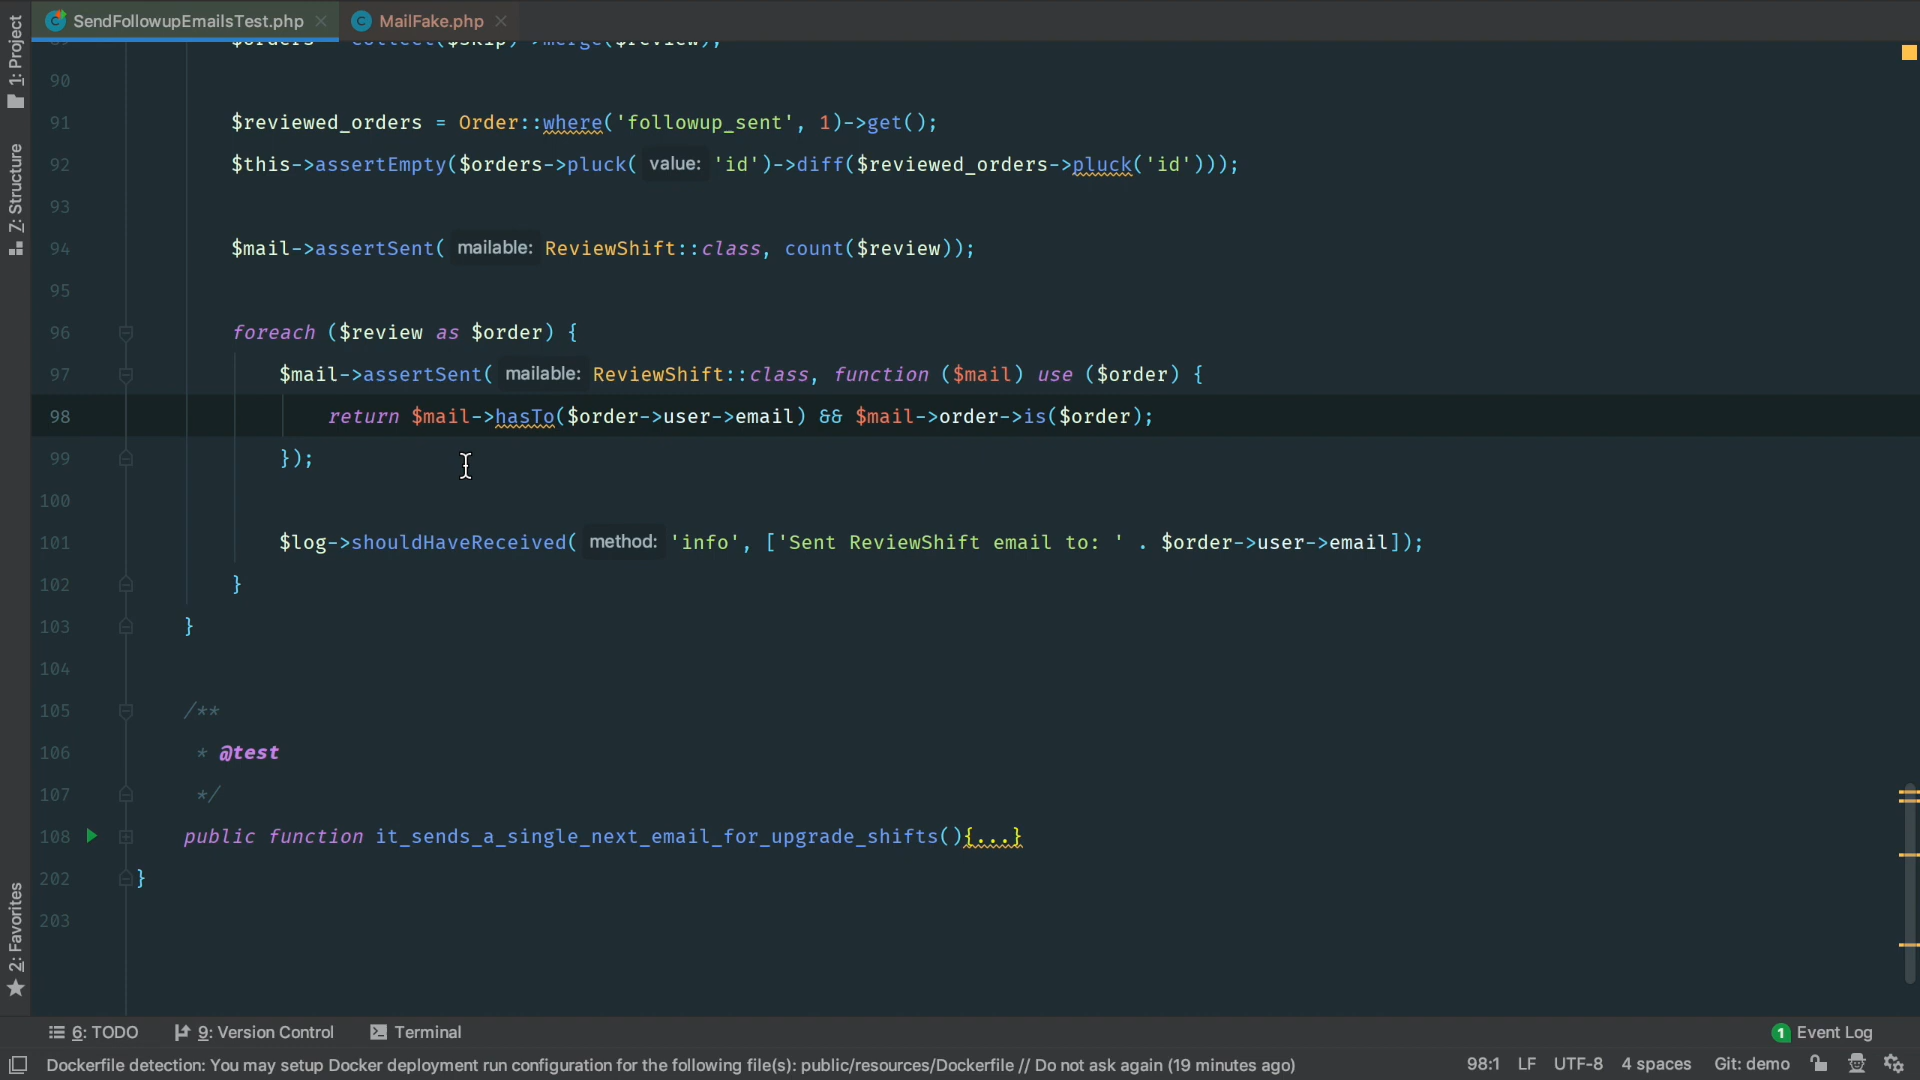 SendFollowupEmailsTest.php
MailFake.php
1: Project
Z: Structure
2: Favorites
90
91 $reviewed_orders = Order::where('followup_sent', 1)->get();
92 $this->assertEmpty($orders->pluck( value: 'id')->diff($reviewed_orders->pluck('id')));
93
94 $mail->assertSent( mailable: ReviewShift::class, count($review));
95
96 foreach ($review as $order) {
97 $mail->assertSent( mailable: ReviewShift::class, function ($mail) use ($order) {
98 return $mail->hasTo($order->user->email) && $mail->order->is($order);
99 });
100
101 $log->shouldHaveReceived( method: 'info', ['Sent ReviewShift email to: ' . $order->user->email]);
102 }
103 }
104
105 /**
106 * @test
107 */
108 public function it_sends_a_single_next_email_for_upgrade_shifts(){...}
202 }
203
6: TODO
9: Version Control
Terminal
1 Event Log
Dockerfile detection: You may setup Docker deployment run configuration for the following file(s): public/resources/Dockerfile // Do not ask again (19 minutes ago)
98:1 LF UTF-8 4 spaces Git: demo